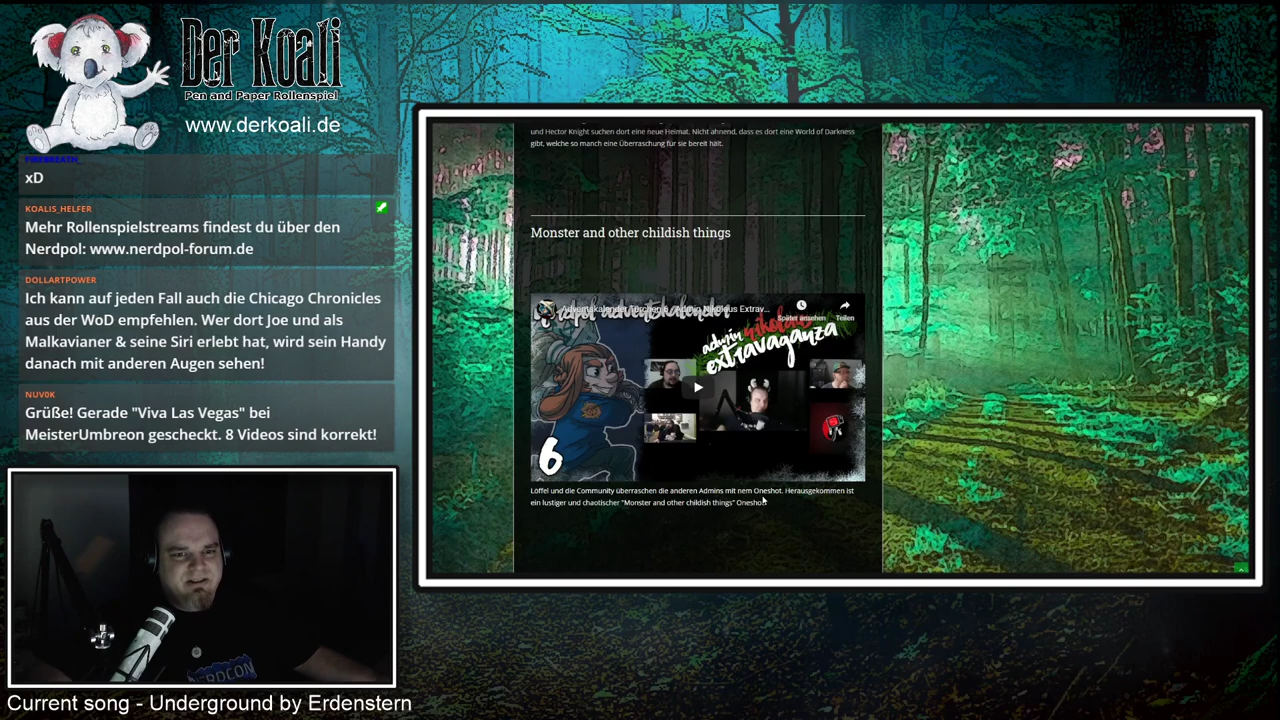 Der Koali
Pen and Paper Rollenspiel
www.derkoali.de
FIREBREATH_
xD
KOALIS_HELFER
Mehr Rollenspielstreams findest du über den
Nerdpol: www.nerdpol-forum.de
DOLLARTPOWER
Ich kann auf jeden Fall auch die Chicago Chronicles
aus der WoD empfehlen. Wer dort Joe und als
Malkavianer & seine Siri erlebt hat, wird sein Handy
danach mit anderen Augen sehen!
NUV0K
Grüße! Gerade "Viva Las Vegas" bei
MeisterUmbreon gescheckt. 8 Videos sind korrekt!
Current song - Underground by Erdenstern
und Hector Knight suchen dort eine neue Heimat. Nicht ahnend, dass es dort eine World of Darkness
gibt, welche so manch eine Überraschung für sie bereit hält.
Monster and other childish things
Später ansehen
Teilen
admin nikolaus
extravaganza
6
Löffel und die Community überraschen die anderen Admins mit nem Oneshot. Herausgekommen ist
ein lustiger und chaotischer "Monster and other childish things" Oneshot.